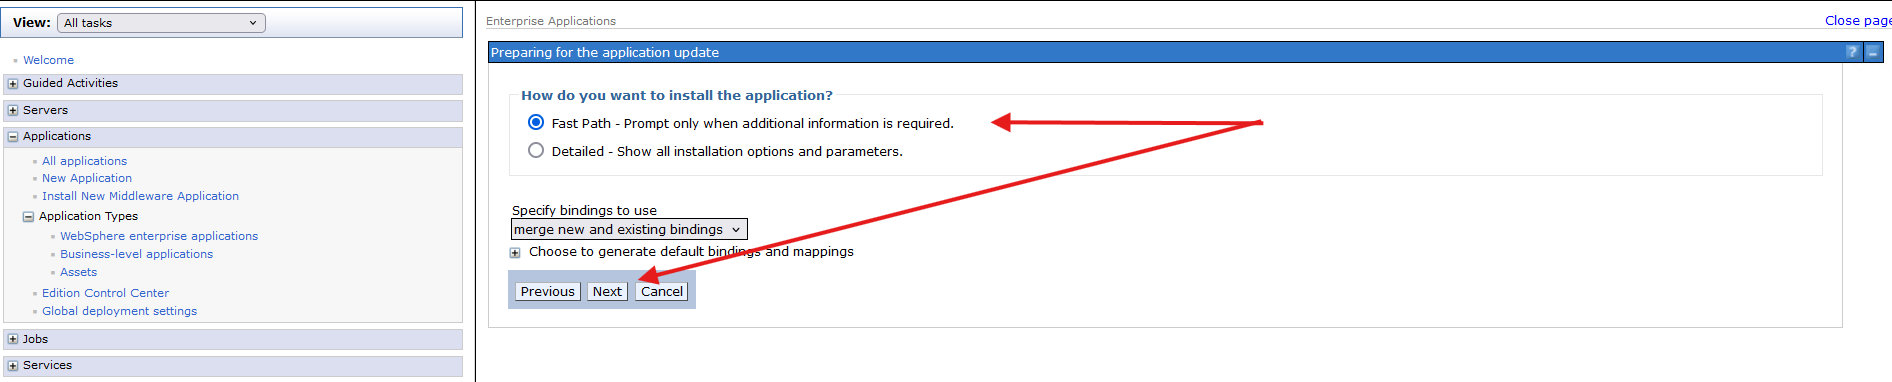 View: All tasks
Welcome
Guided Activities
Servers
Applications
All applications
New Application
Install New Middleware Application
Application Types
WebSphere enterprise applications
Business-level applications
Assets
Edition Control Center
Global deployment settings
Jobs
Services
Enterprise Applications
Close page
Preparing for the application update
?
How do you want to install the application?
Fast Path - Prompt only when additional information is required.
Detailed - Show all installation options and parameters.
Specify bindings to use
merge new and existing bindings
Choose to generate default bindings and mappings
Previous Next Cancel